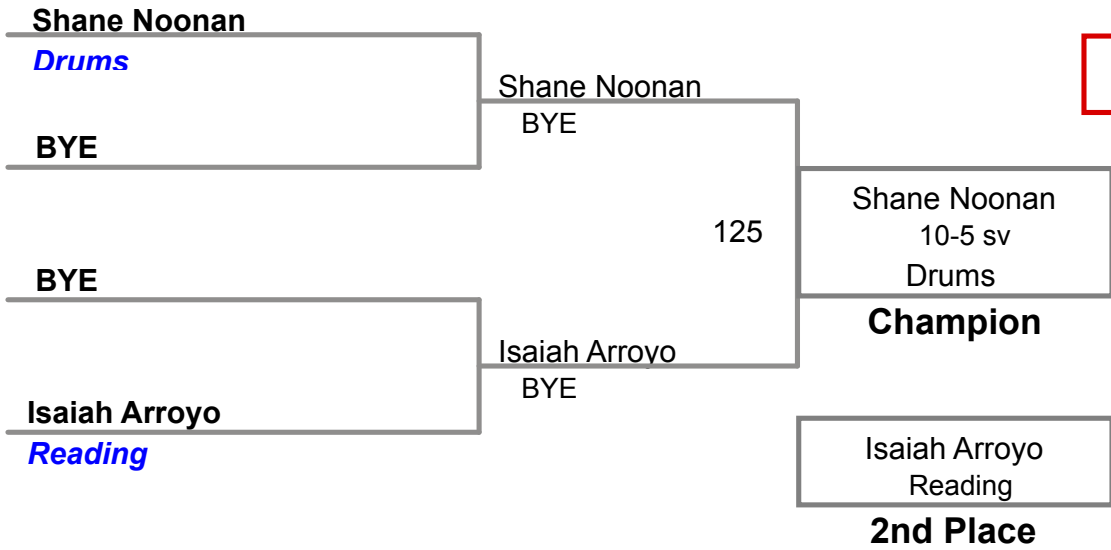 Shane Noonan
Drums
Shane Noonan
BYE
BYE
125
Shane Noonan
10-5 sv
Drums
Champion
BYE
Isaiah Arroyo
BYE
Isaiah Arroyo
Reading
Isaiah Arroyo
Reading
2nd Place